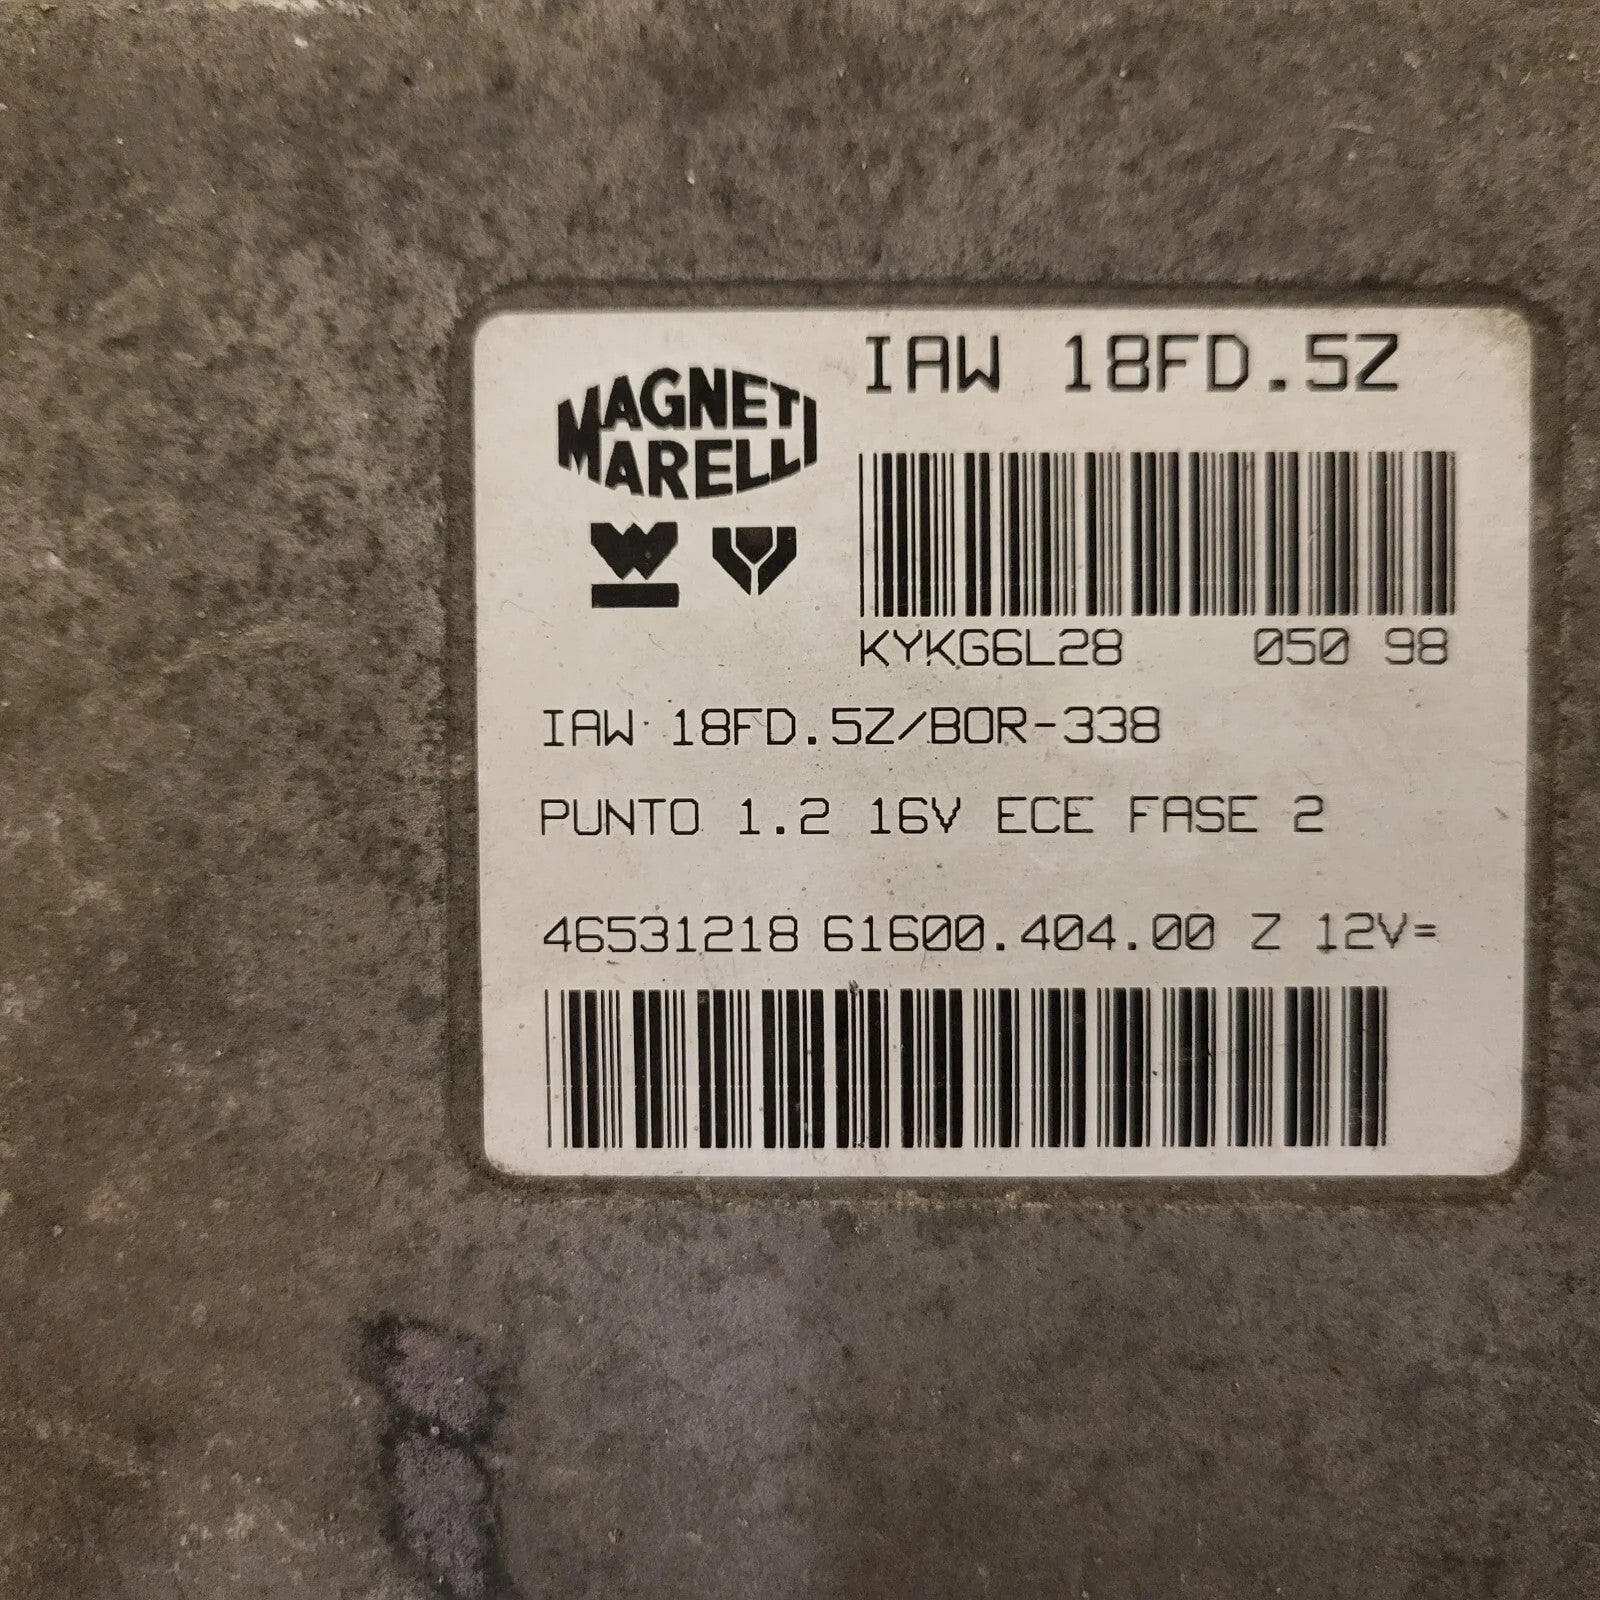 MAGNETI
MARELLI
IAW 18FD.5Z
KYKG6L28 050 98
IAW 18FD.5Z/BOR-338
PUNTO 1.2 16V ECE FASE 2
46531218 61600.404.00 Z 12V=